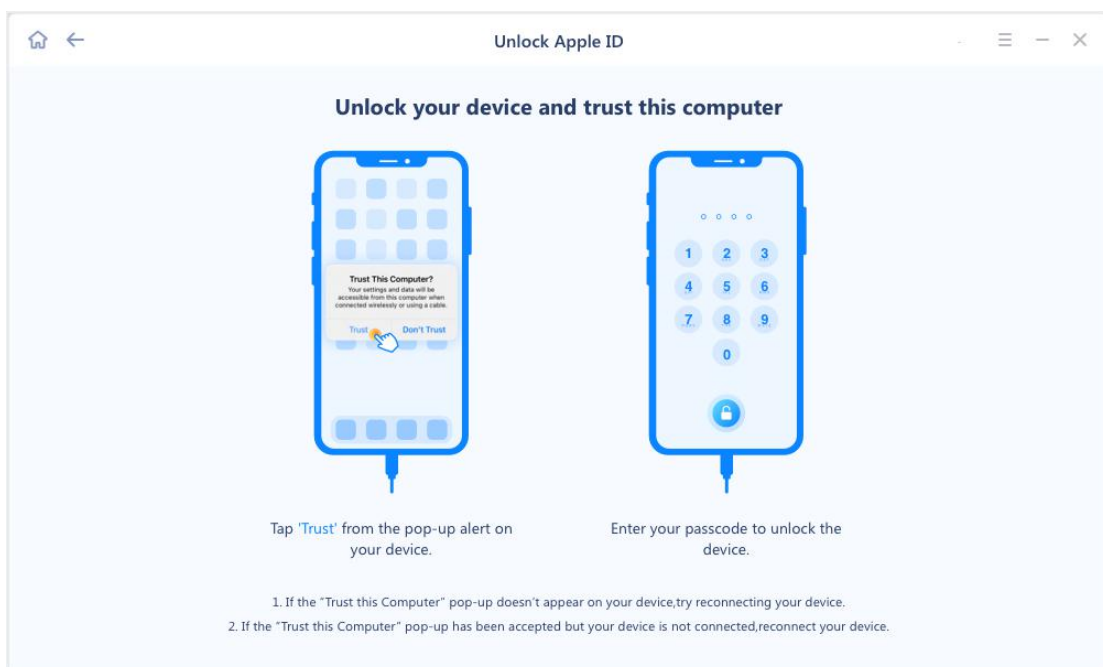 Unlock Apple ID
Unlock your device and trust this computer
Trust This Computer?
Your settings and data will be
accessible from this computer when
connected wirelessly or using a cable.
Trust
Don't Trust
1 2 3
4 5 6
7 8 9
0
Tap 'Trust' from the pop-up alert on
your device.
Enter your passcode to unlock the
device.
1. If the "Trust this Computer" pop-up doesn't appear on your device,try reconnecting your device.
2. If the "Trust this Computer" pop-up has been accepted but your device is not connected,reconnect your device.